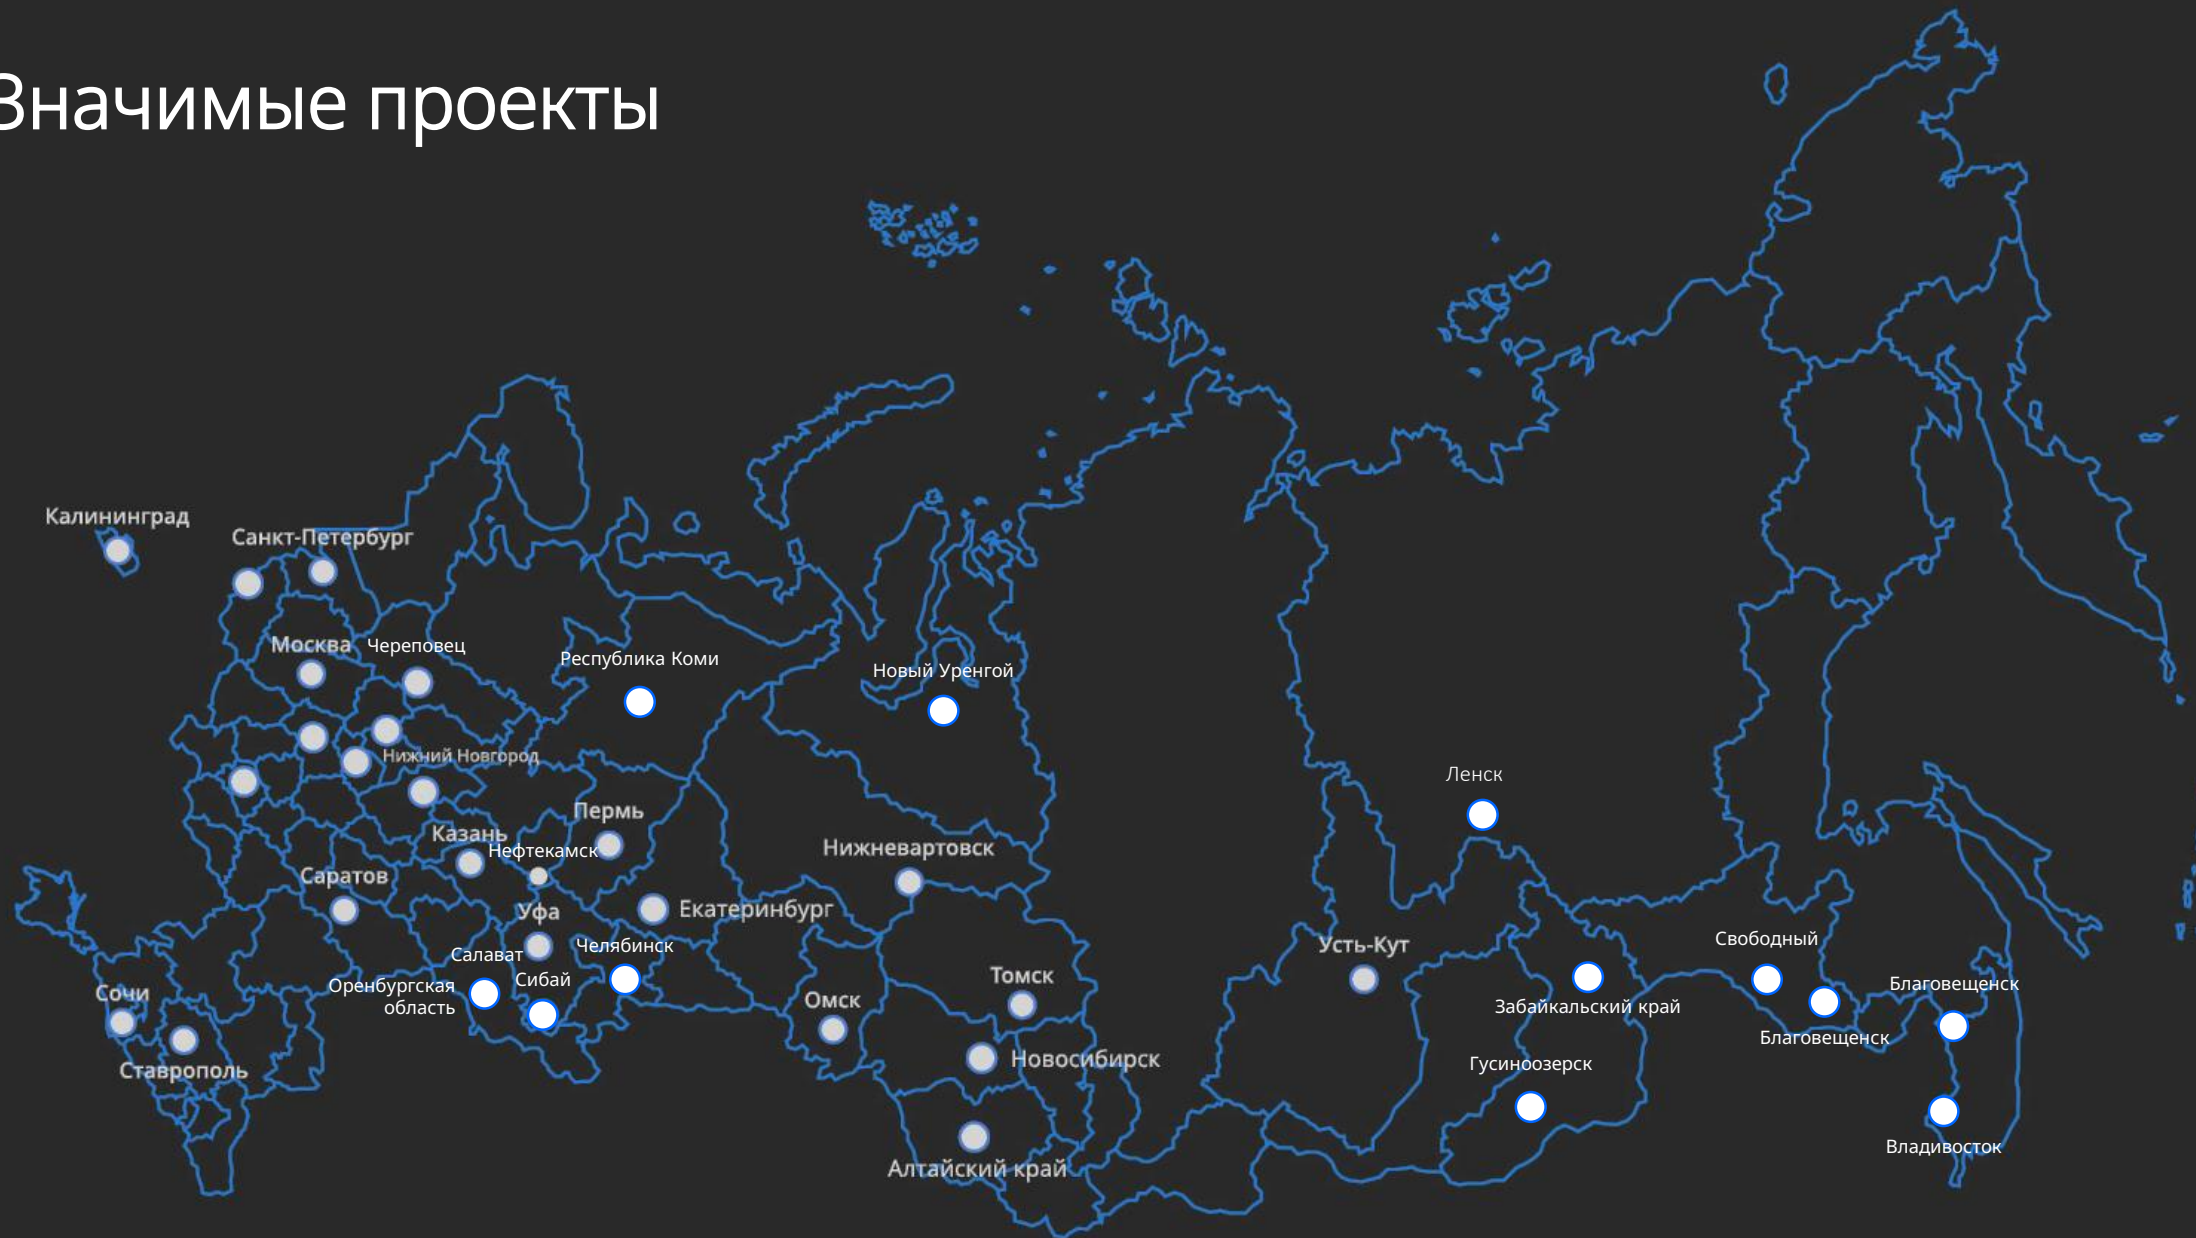 Значимые проекты
Калининград
Санкт-Петербург
Москва
Череповец
Республика Коми
Новый Уренгой
Нижний Новгород
Ленск
Пермь
Казань
Нефтекамск
Нижневартовск
Саратов
Уфа
Екатеринбург
Салават
Челябинск
Усть-Кут
Свободный
Сочи
Оренбургская
область
Сибай
Томск
Омск
Забайкальский край
Благовещенск
Благовещенск
Ставрополь
Новосибирск
Гусиноозерск
Алтайский край
Владивосток